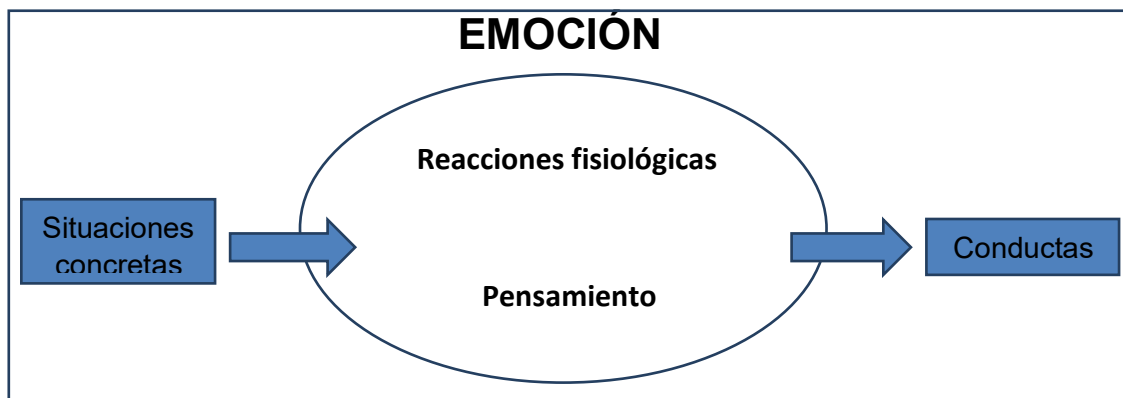 EMOCIÓN
Reacciones fisiológicas
Situaciones
concretas
Conductas
Pensamiento